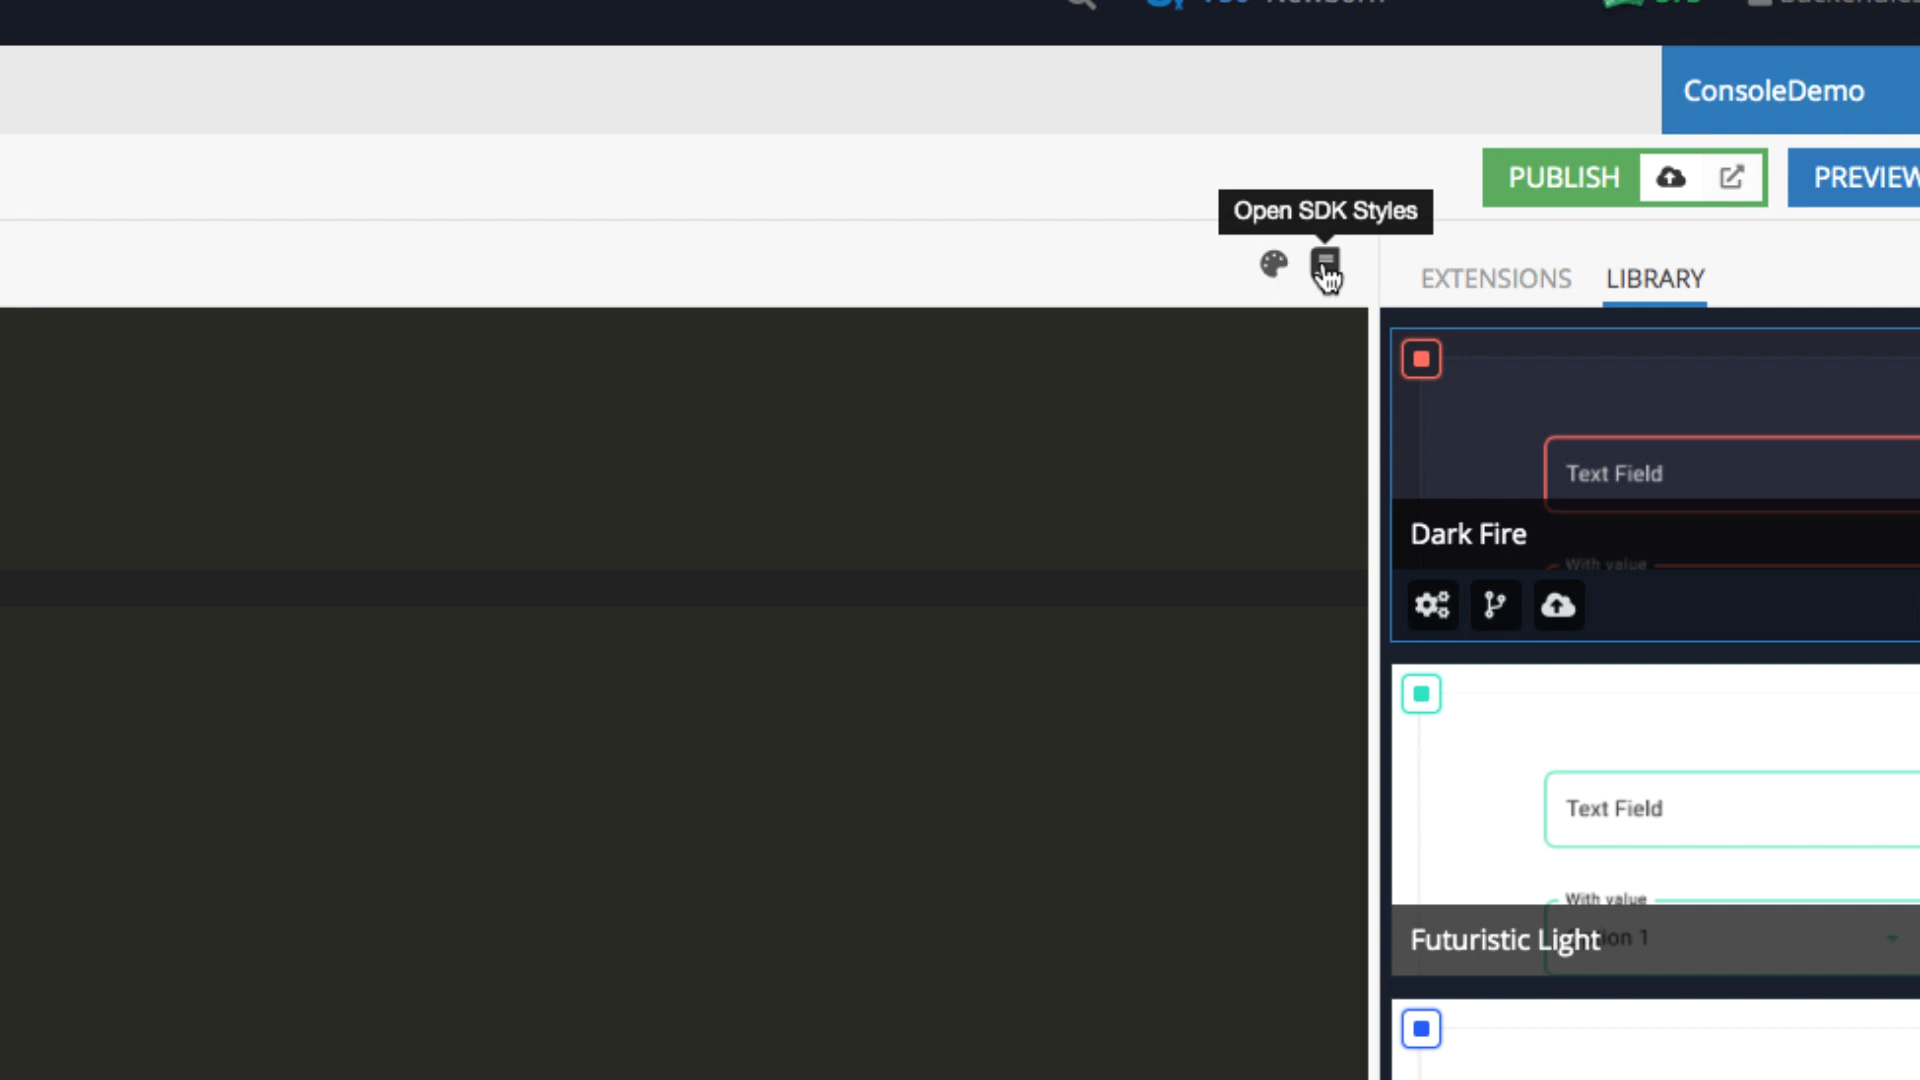 ConsoleDemo
PUBLISH
PREVIEW
Open SDK Styles
EXTENSIONS
LIBRARY
Text Field
Dark Fire
With value
Text Field
With value
Futuristic Light